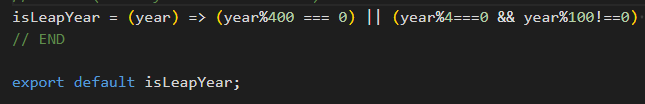 isLeapYear = (year) => (year%400 === 0) || (year%4===0 && year%100!==0)
// END
export default isLeapYear;